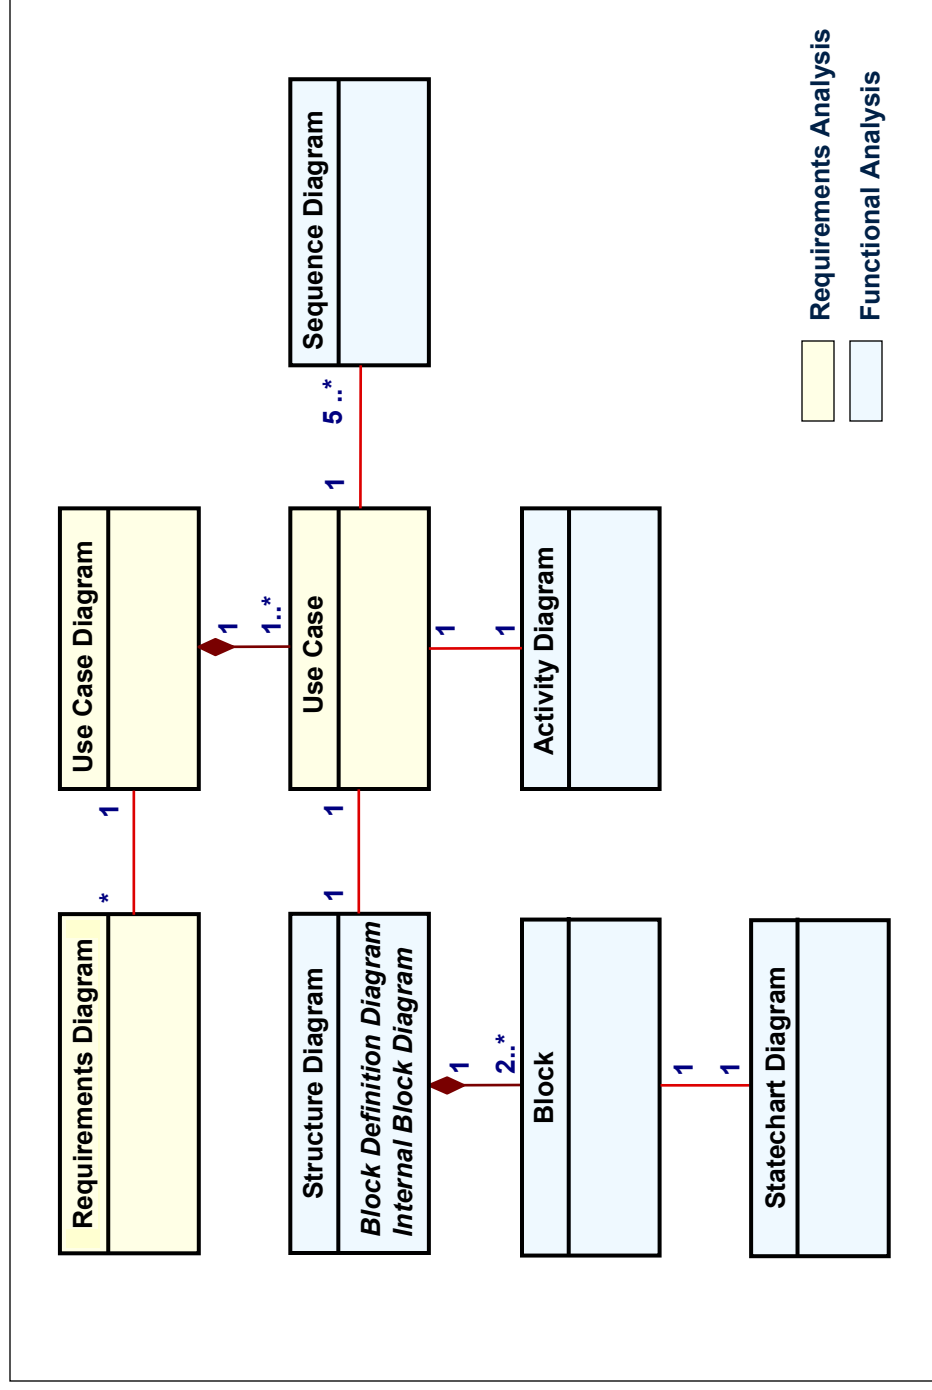 Requirements Diagram
*
1
Use Case Diagram
1
1..*
Structure Diagram
Block Definition Diagram
Internal Block Diagram
1
1
Use Case
1
5 ..*
Sequence Diagram
1
2..*
1
1
Block
Activity Diagram
1
1
Statechart Diagram
Requirements Analysis
Functional Analysis